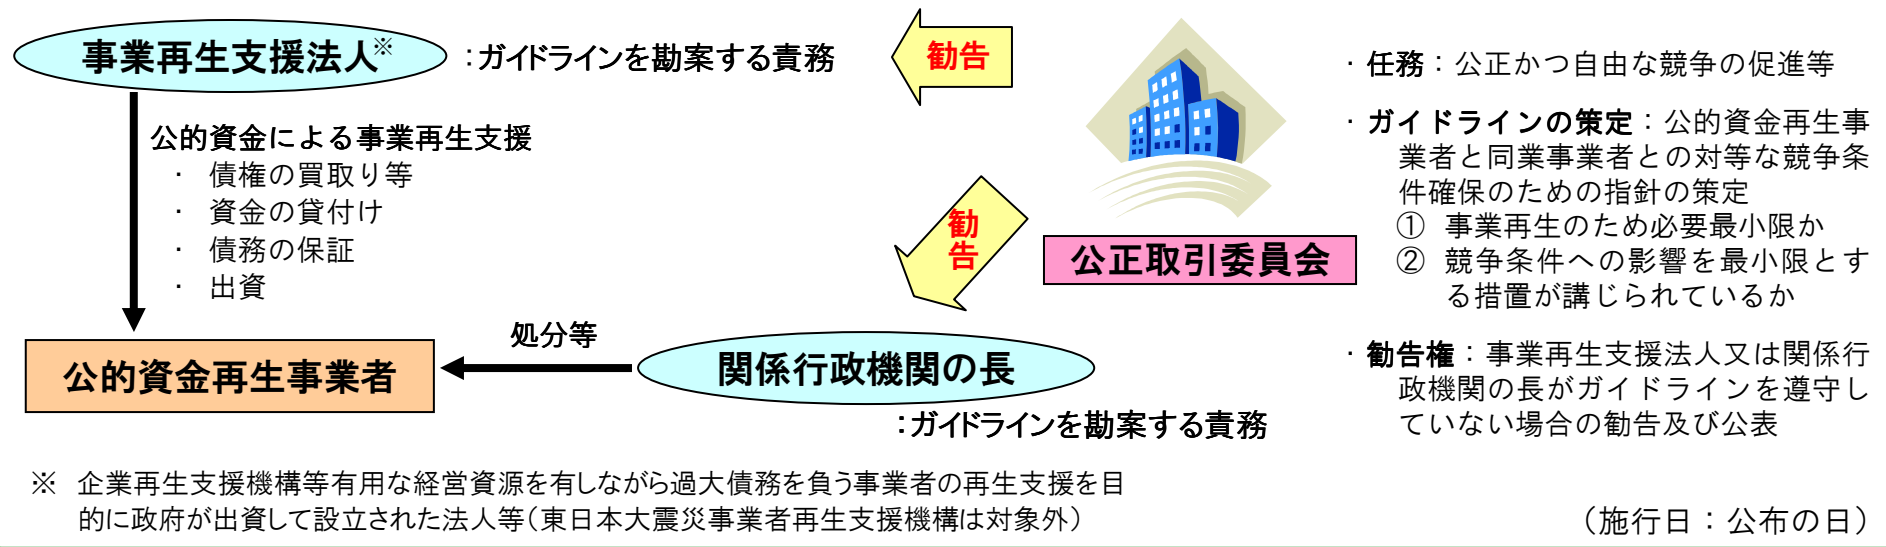 事業再生支援法人※
：ガイドラインを勘案する責務
勧告
公的資金による事業再生支援
・ 債権の買取り等
・ 資金の貸付け
・ 債務の保証
・ 出資
勧告
公正取引委員会
公的資金再生事業者
処分等
関係行政機関の長
：ガイドラインを勘案する責務
・任務：公正かつ自由な競争の促進等
・ガイドラインの策定：公的資金再生事
業者と同業事業者との対等な競争条
件確保のための指針の策定
① 事業再生のため必要最小限か
② 競争条件への影響を最小限とす
る措置が講じられているか
・勧告権：事業再生支援法人又は関係行
政機関の長がガイドラインを遵守し
ていない場合の勧告及び公表
※ 企業再生支援機構等有用な経営資源を有しながら過大債務を負う事業者の再生支援を目
的に政府が出資して設立された法人等（東日本大震災事業者再生支援機構は対象外）
（施行日：公布の日）